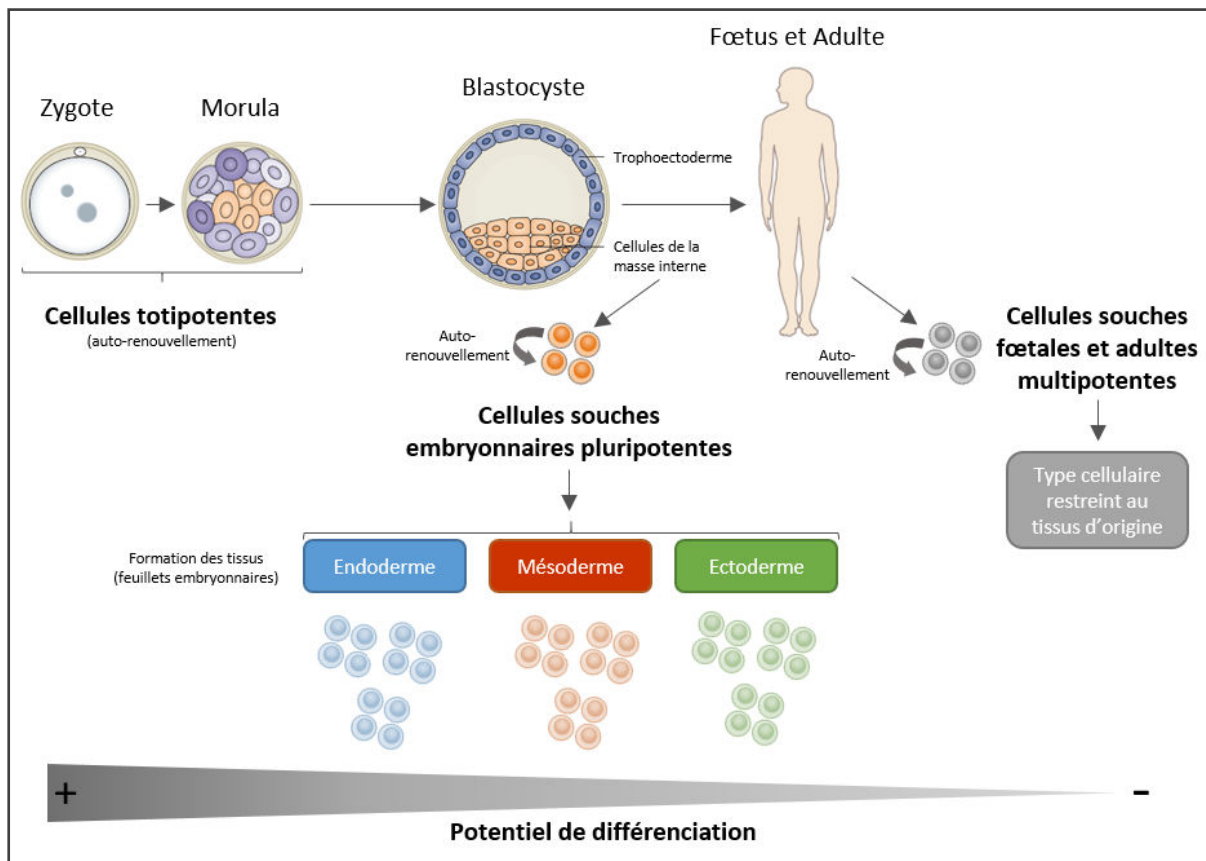 Fœtus et Adulte
Zygote
Morula
Blastocyste
Trophoectoderme
Cellules de la
masse interne
Cellules totipotentes
(auto-renouvellement)
Auto-
renouvellement
Auto-
renouvellement
Cellules souches
fœtales et adultes
multipotentes
Cellules souches
embryonnaires pluripotentes
Type cellulaire
restreint au
tissus d'origine
Formation des tissus
(feuillets embryonnaires)
Endoderme
Mésoderme
Ectoderme
+
-
Potentiel de différenciation